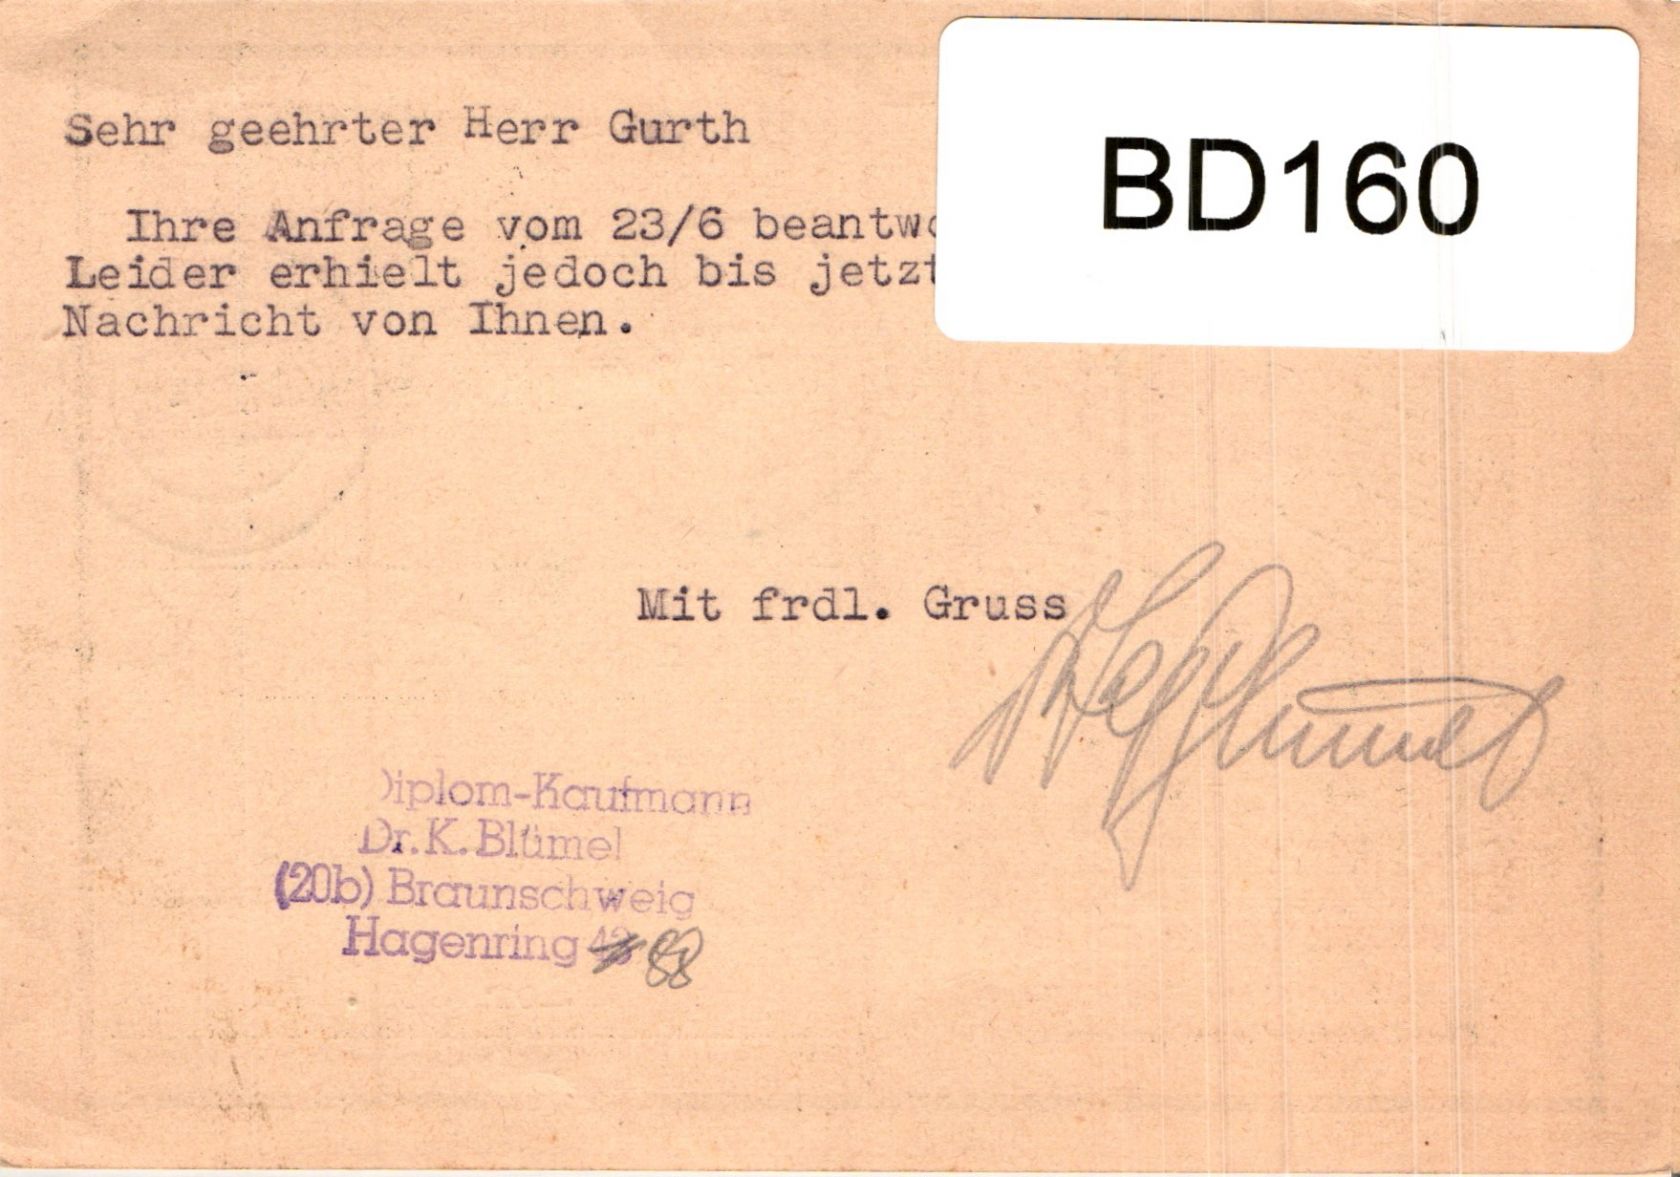 BD160
Sehr geehrter Herr Gurth
Ihre Anfrage vom 23/6 beantwo
Leider erhielt jedoch bis jetzt
Nachricht von Ihnen.
Mit frdl. Gruss
Diplom-Kaufmann
Dr. K. Blümel
(20b) Braunschweig
Hagenring 43 88